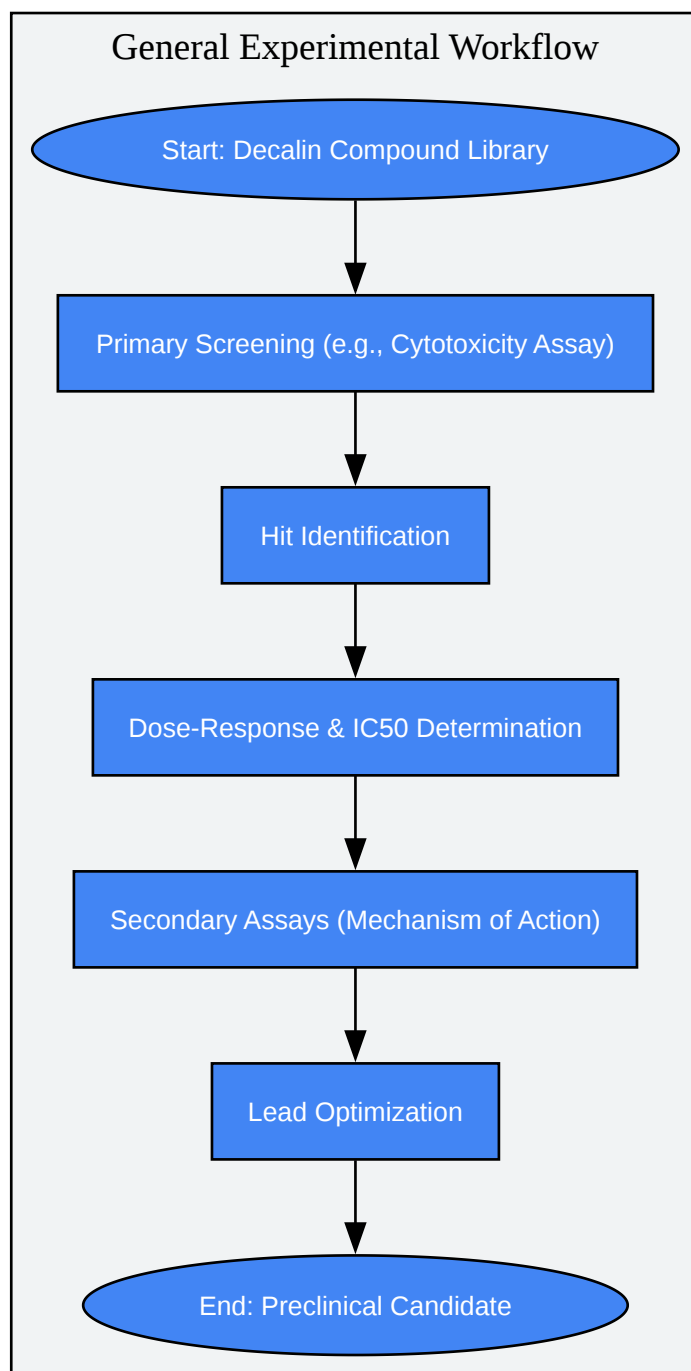 General Experimental Workflow
Start: Decalin Compound Library
Primary Screening (e.g., Cytotoxicity Assay)
Hit Identification
Dose-Response & IC50 Determination
Secondary Assays (Mechanism of Action)
Lead Optimization
End: Preclinical Candidate